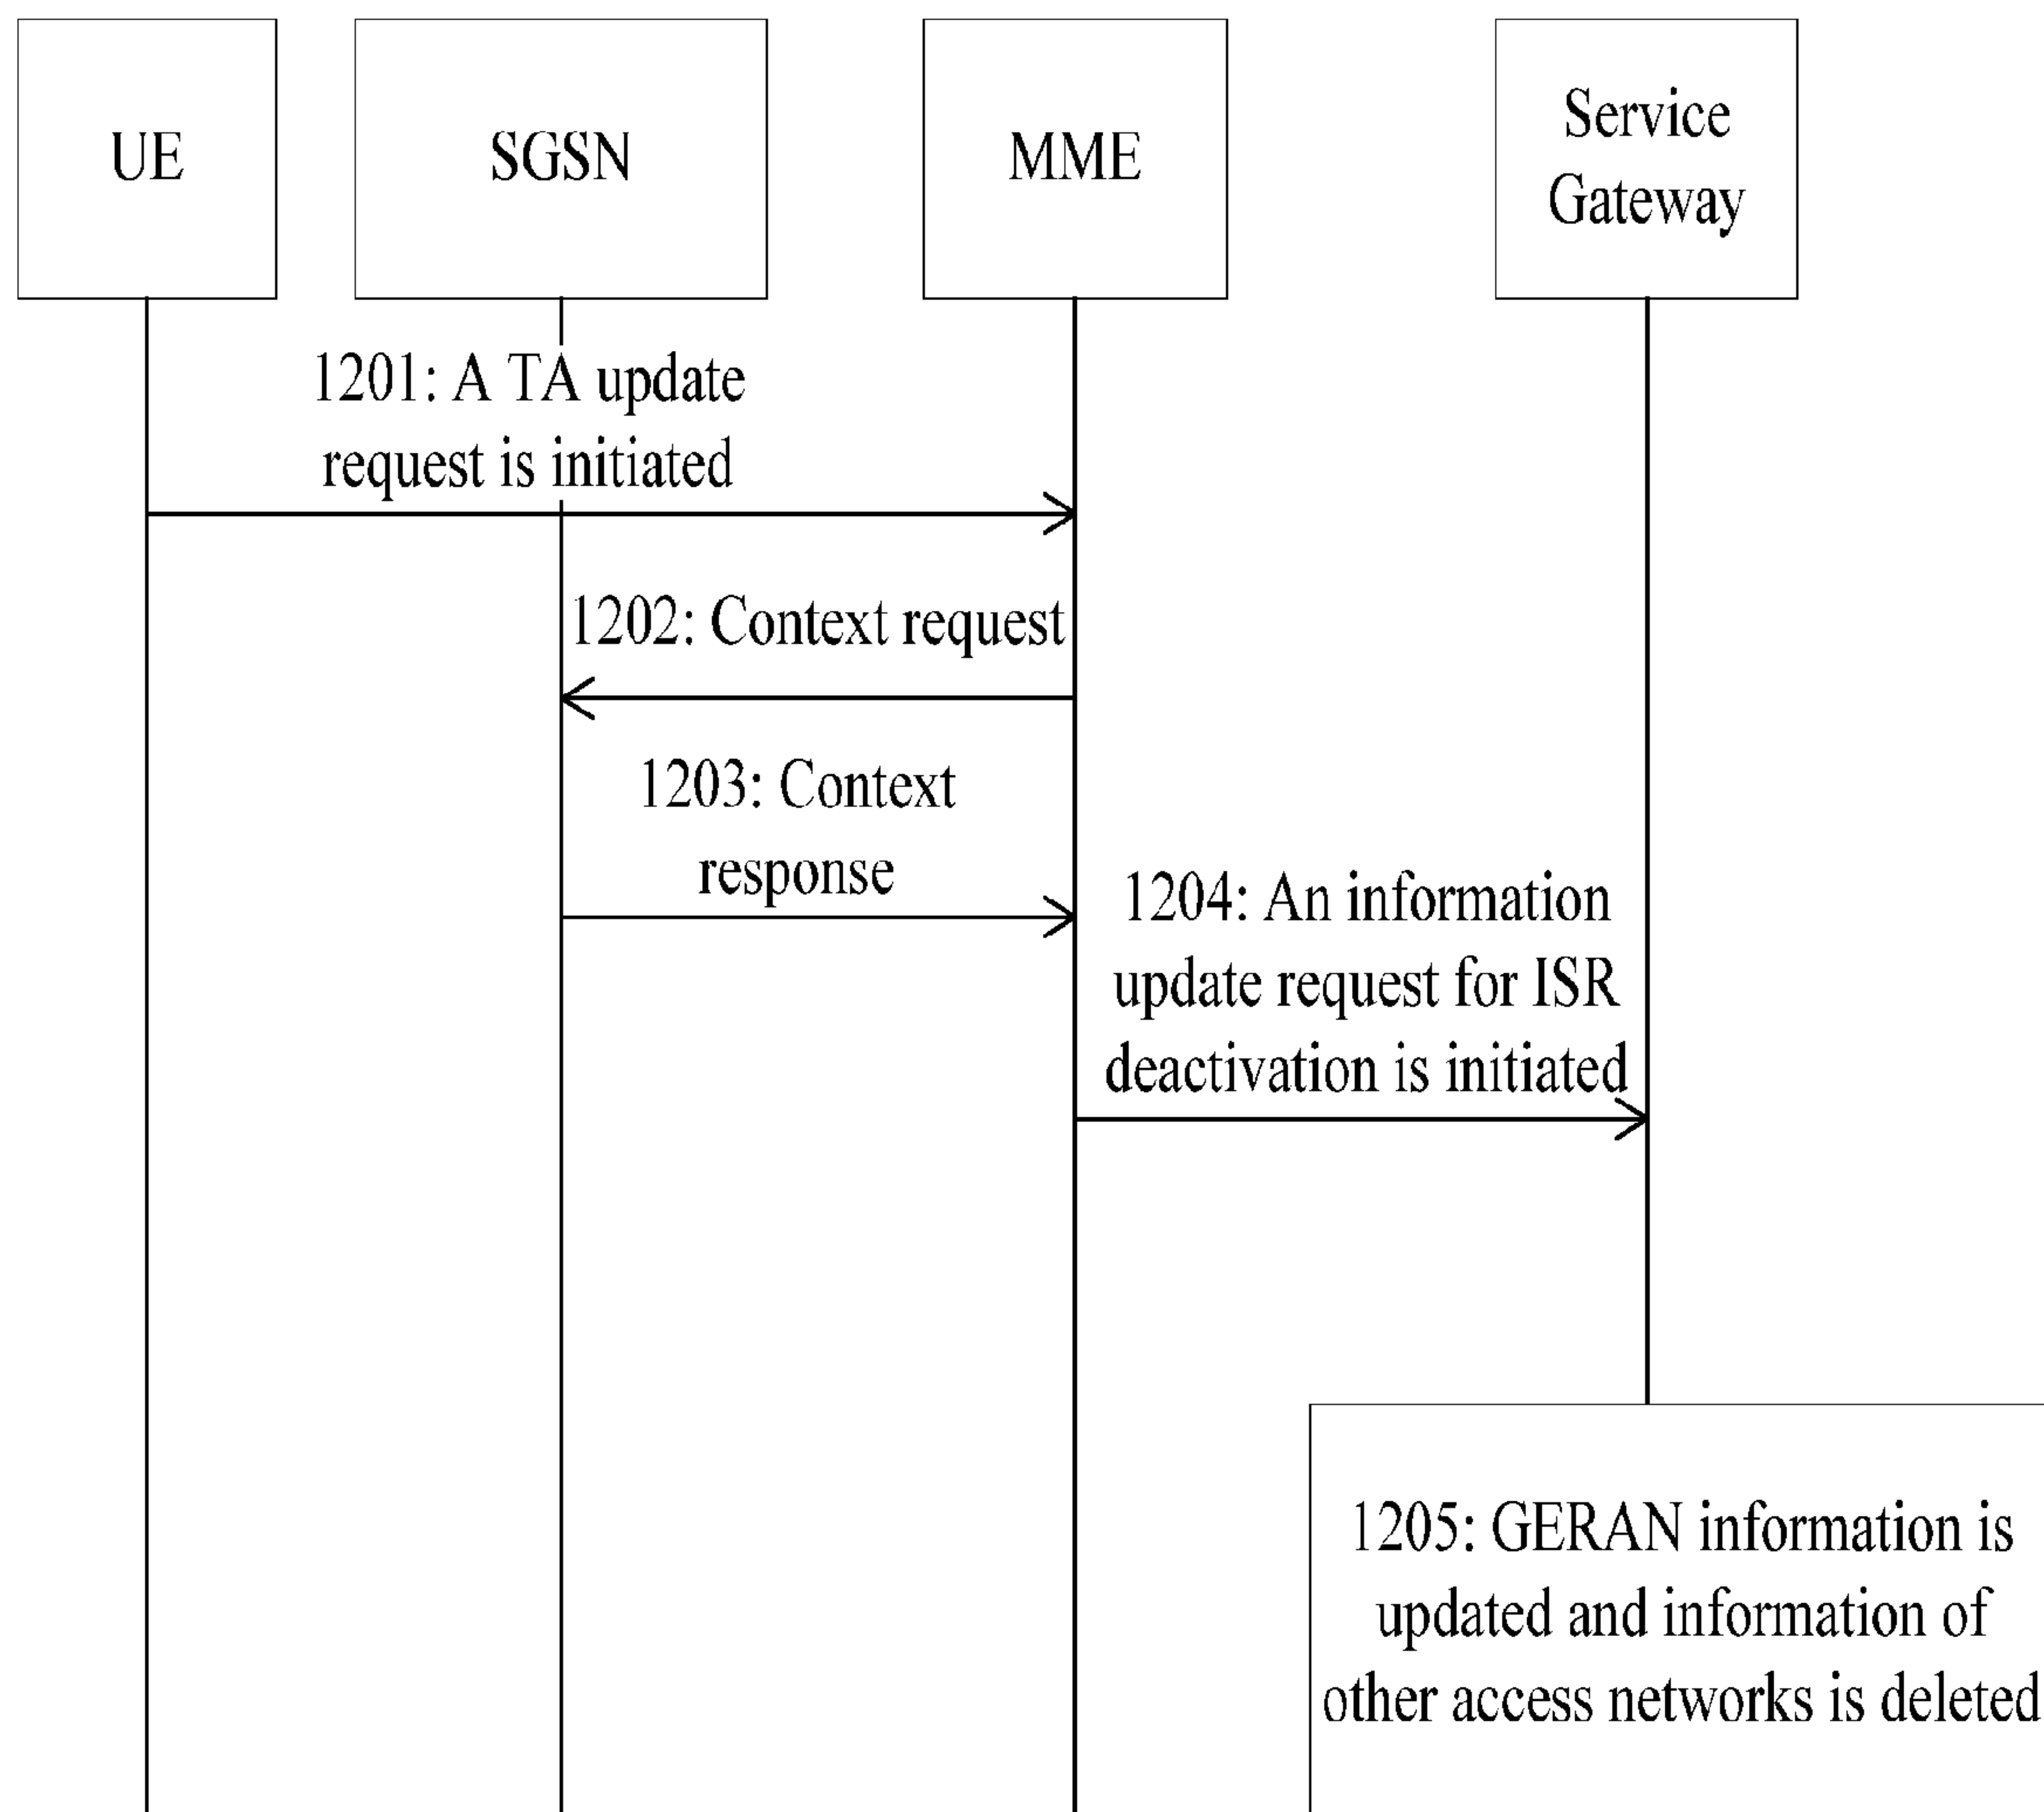 UE
SGSN
MME
Service
Gateway
1201: A TA update
request is initiated
1202: Context request
1203: Context
response
1204: An information
update request for ISR
deactivation is initiated
1205: GERAN information is
updated and information of
other access networks is deleted